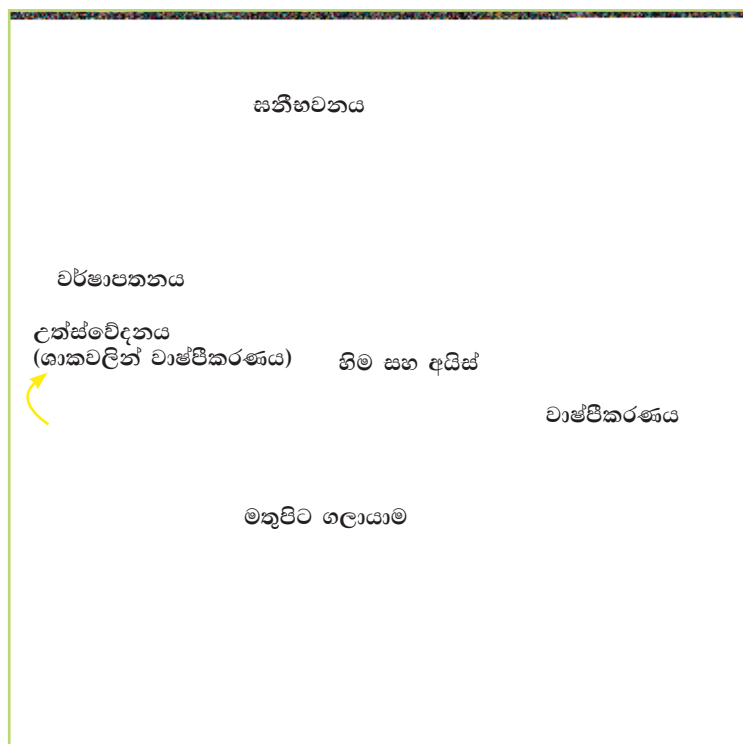 ඝනීභවනය
වර්ෂාපතනය
උත්ස්වේදනය
(ශාකවලින් වාෂ්පීකරණය)
හිම සහ අයිස්
වාෂ්පීකරණය
මතුපිට ගලායාම